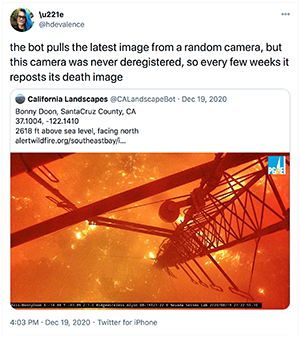 \u221e
@hdevalence
the bot pulls the latest image from a random camera, but
this camera was never deregistered, so every few weeks it
reposts its death image
California Landscapes @CALandscapeBot · Dec 19, 2020
Bonny Doon, SantaCruz County, CA
37.1004, -122.1410
2618 ft above sea level, facing north
alertwildfire.org/southeastbay/i...
PG&E
4:03 PM · Dec 19, 2020 · Twitter for iPhone